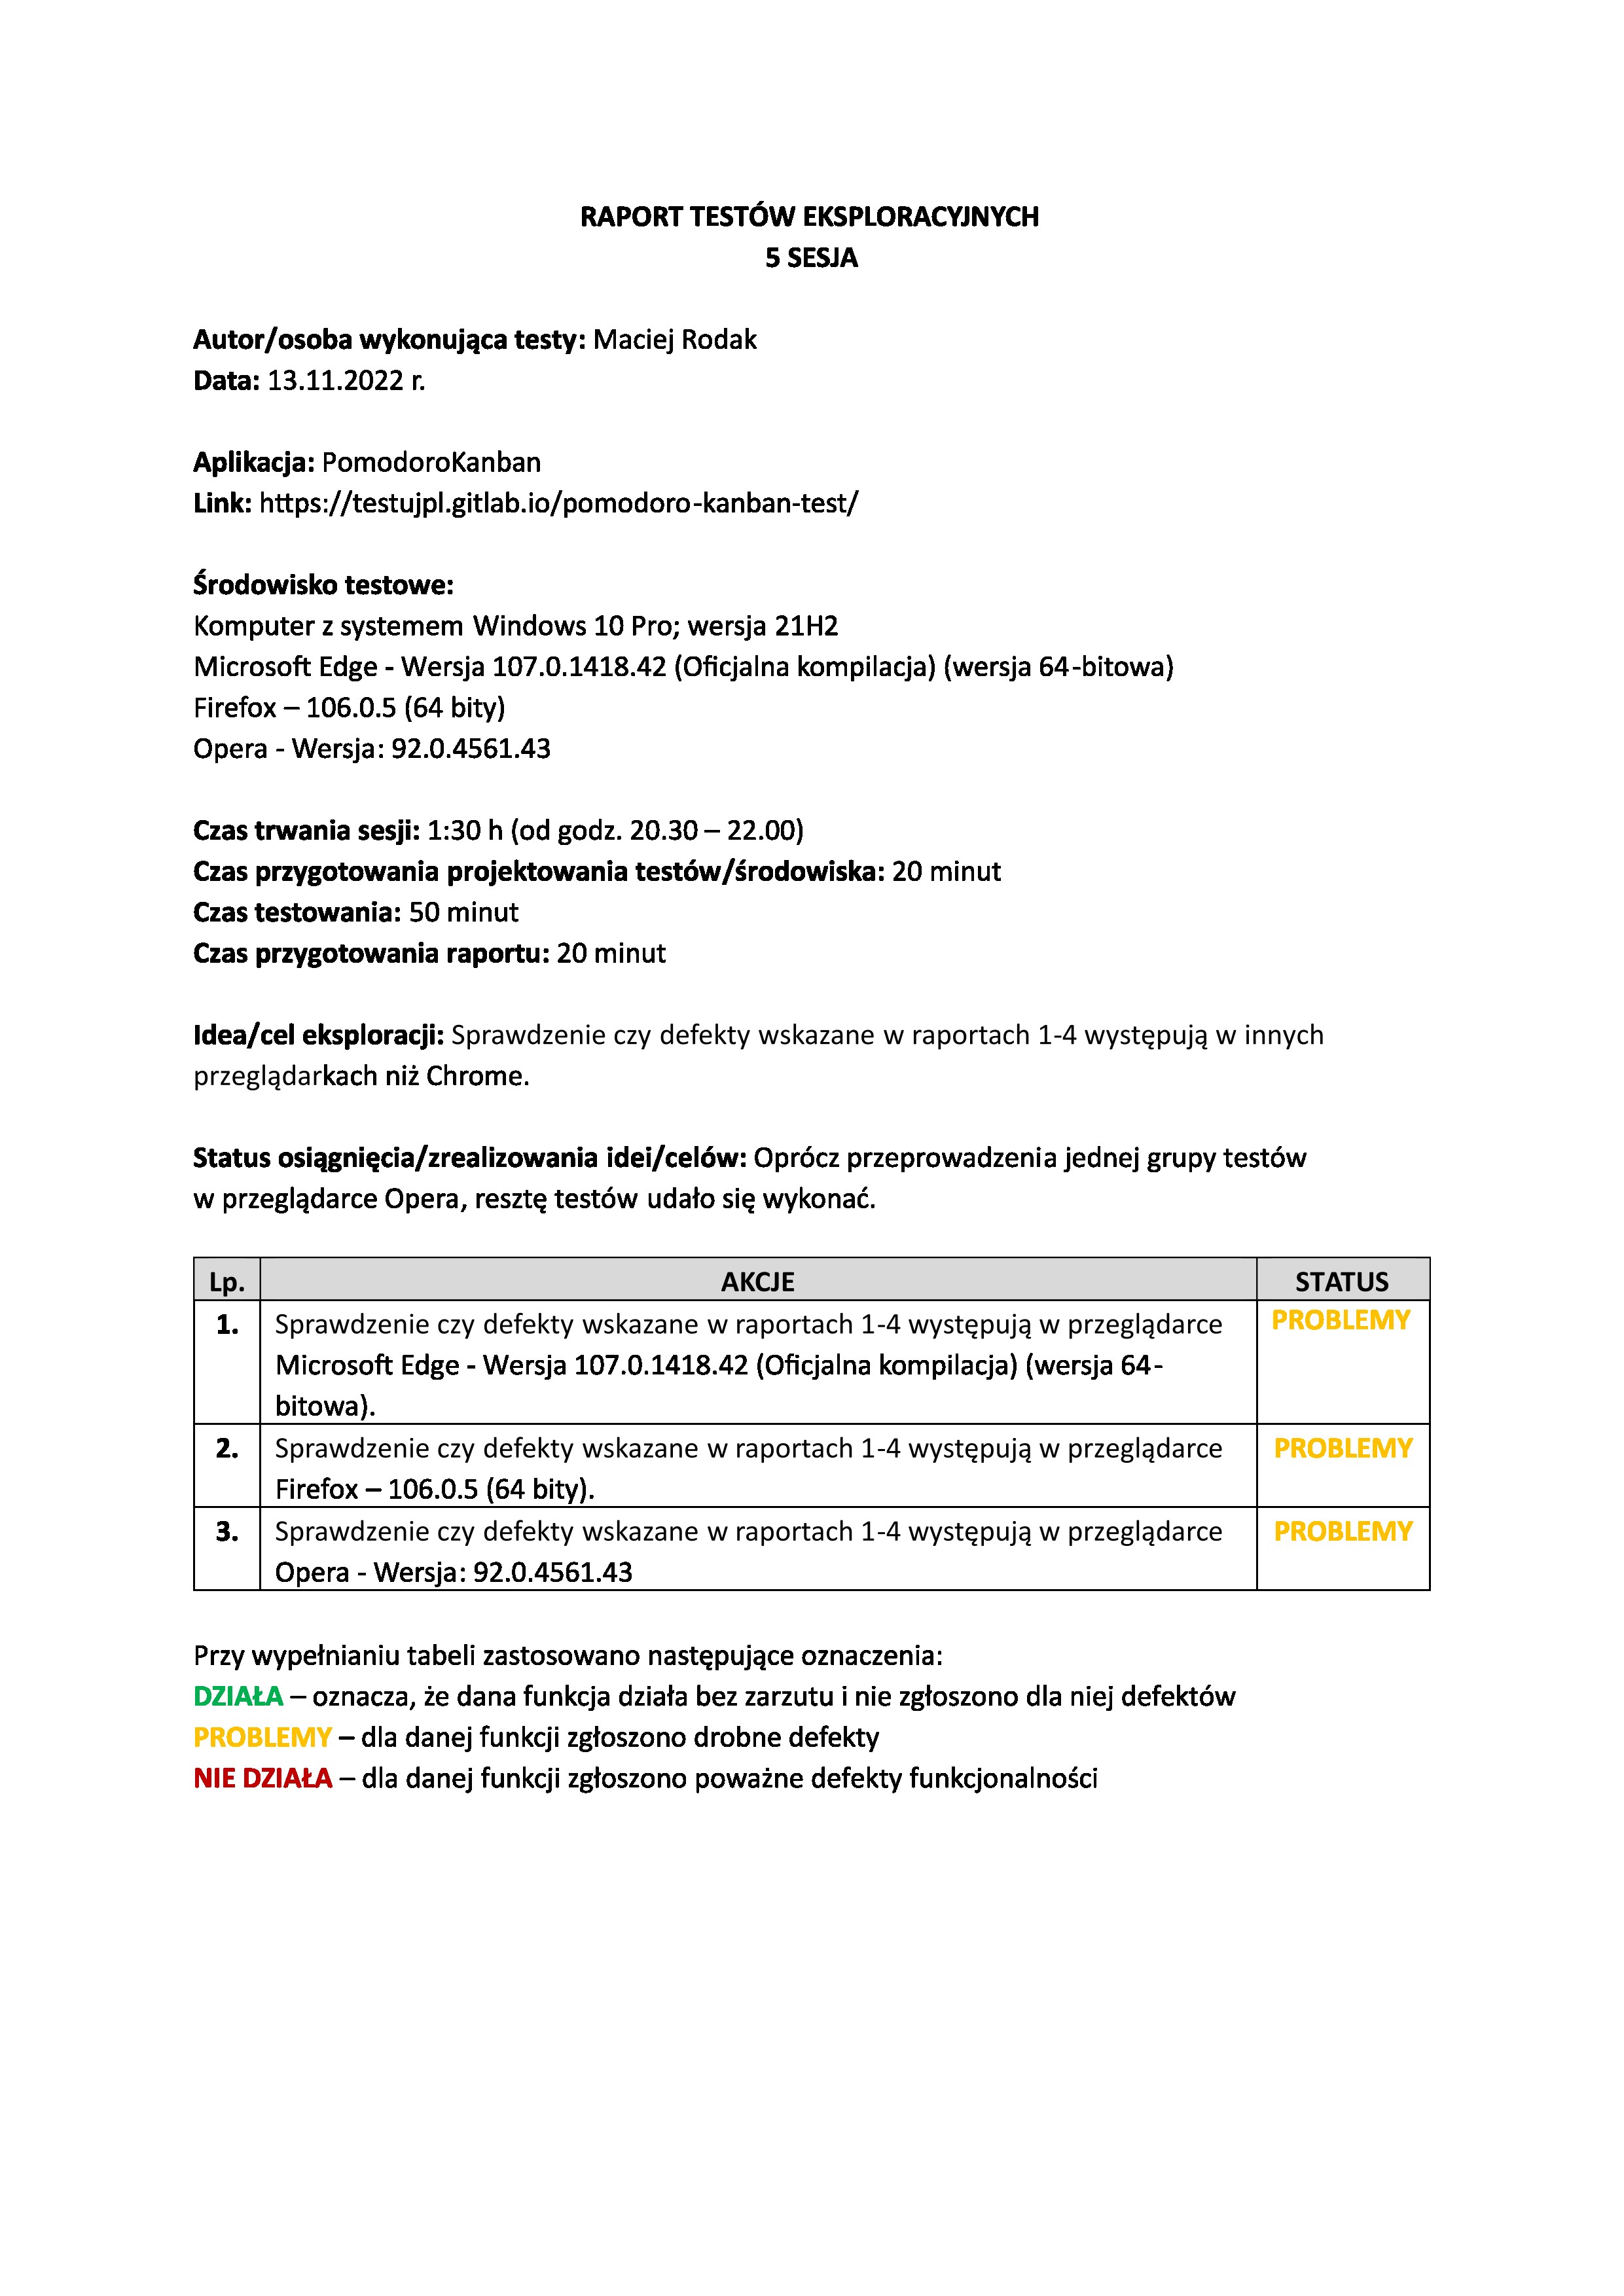 RAPORT TESTÓW EKSPLORACYJNYCH
5 SESJA
Autor/osoba wykonująca testy: Maciej Rodak
Data: 13.11.2022 r.
Aplikacja: PomodoroKanban
Link: https://testujpl.gitlab.io/pomodoro-kanban-test/
Środowisko testowe:
Komputer z systemem Windows 10 Pro; wersja 21H2
Microsoft Edge - Wersja 107.0.1418.42 (Oficjalna kompilacja) (wersja 64-bitowa)
Firefox – 106.0.5 (64 bity)
Opera - Wersja: 92.0.4561.43
Czas trwania sesji: 1:30 h (od godz. 20.30 – 22.00)
Czas przygotowania projektowania testów/środowiska: 20 minut
Czas testowania: 50 minut
Czas przygotowania raportu: 20 minut
Idea/cel eksploracji: Sprawdzenie czy defekty wskazane w raportach 1-4 występują w innych
przeglądarkach niż Chrome.
Status osiągnięcia/zrealizowania idei/celów: Oprócz przeprowadzenia jednej grupy testów
w przeglądarce Opera, resztę testów udało się wykonać.
Lp. AKCJE STATUS
1. Sprawdzenie czy defekty wskazane w raportach 1-4 występują w przeglądarce PROBLEMY
Microsoft Edge - Wersja 107.0.1418.42 (Oficjalna kompilacja) (wersja 64-
bitowa).
2. Sprawdzenie czy defekty wskazane w raportach 1-4 występują w przeglądarce PROBLEMY
Firefox – 106.0.5 (64 bity).
3. Sprawdzenie czy defekty wskazane w raportach 1-4 występują w przeglądarce PROBLEMY
Opera - Wersja: 92.0.4561.43
Przy wypełnianiu tabeli zastosowano następujące oznaczenia:
DZIAŁA – oznacza, że dana funkcja działa bez zarzutu i nie zgłoszono dla niej defektów
PROBLEMY – dla danej funkcji zgłoszono drobne defekty
NIE DZIAŁA – dla danej funkcji zgłoszono poważne defekty funkcjonalności